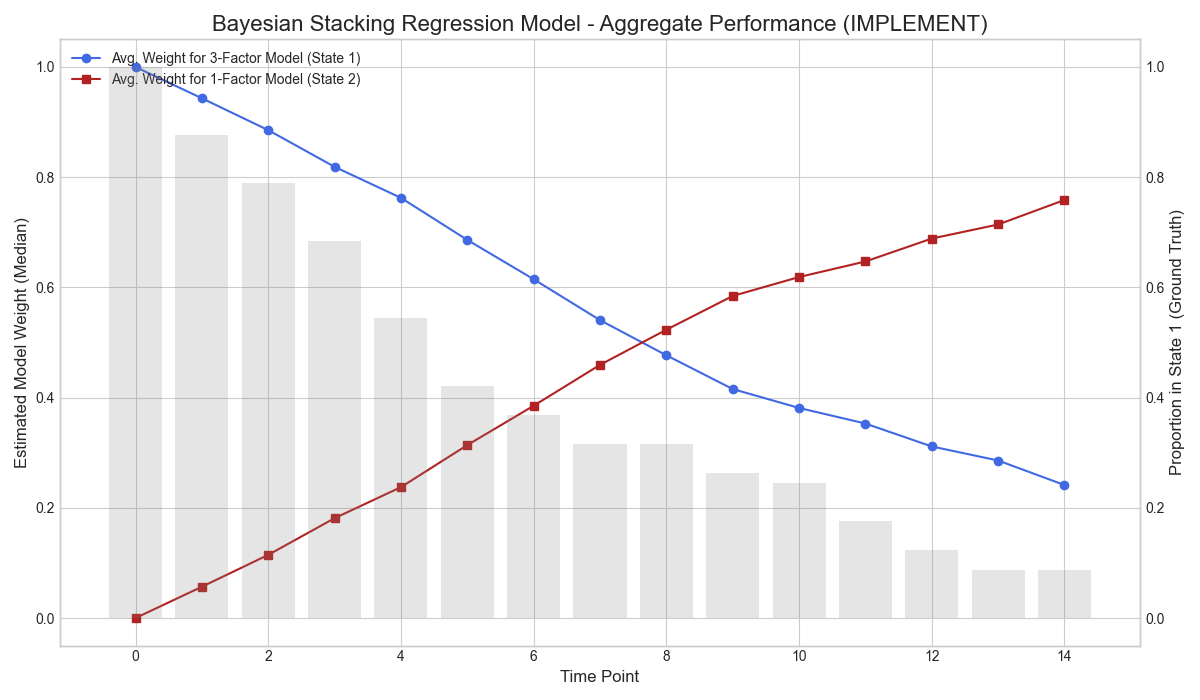 Bayesian Stacking Regression Model - Aggregate Performance (IMPLEMENT)
Avg. Weight for 3-Factor Model (State 1)
Avg. Weight for 1-Factor Model (State 2)
Estimated Model Weight (Median)
1.0
0.8
0.6
0.4
0.2
0.0
1.0
0.8
0.6
0.4
0.2
0.0
Proportion in State 1 (Ground Truth)
0 2 4 6 8 10 12 14
Time Point